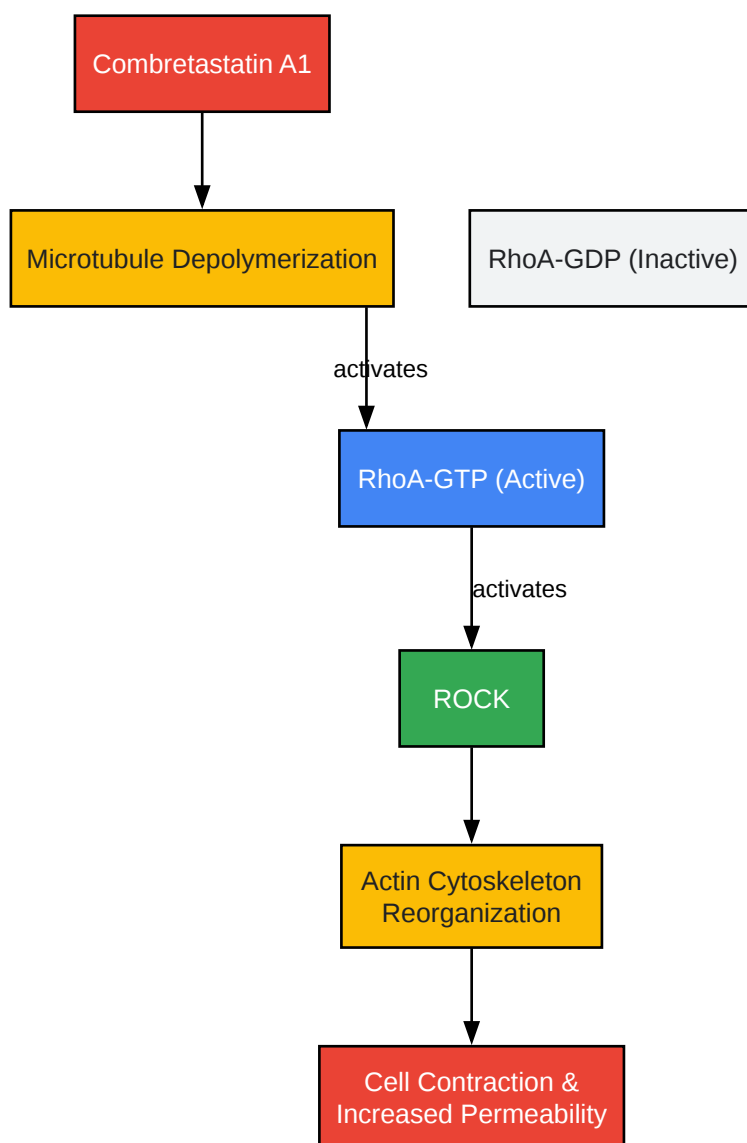 Combretastatin A1
Microtubule Depolymerization
RhoA-GDP (Inactive)
activates
RhoA-GTP (Active)
activates
ROCK
Actin Cytoskeleton
Reorganization
Cell Contraction &
Increased Permeability